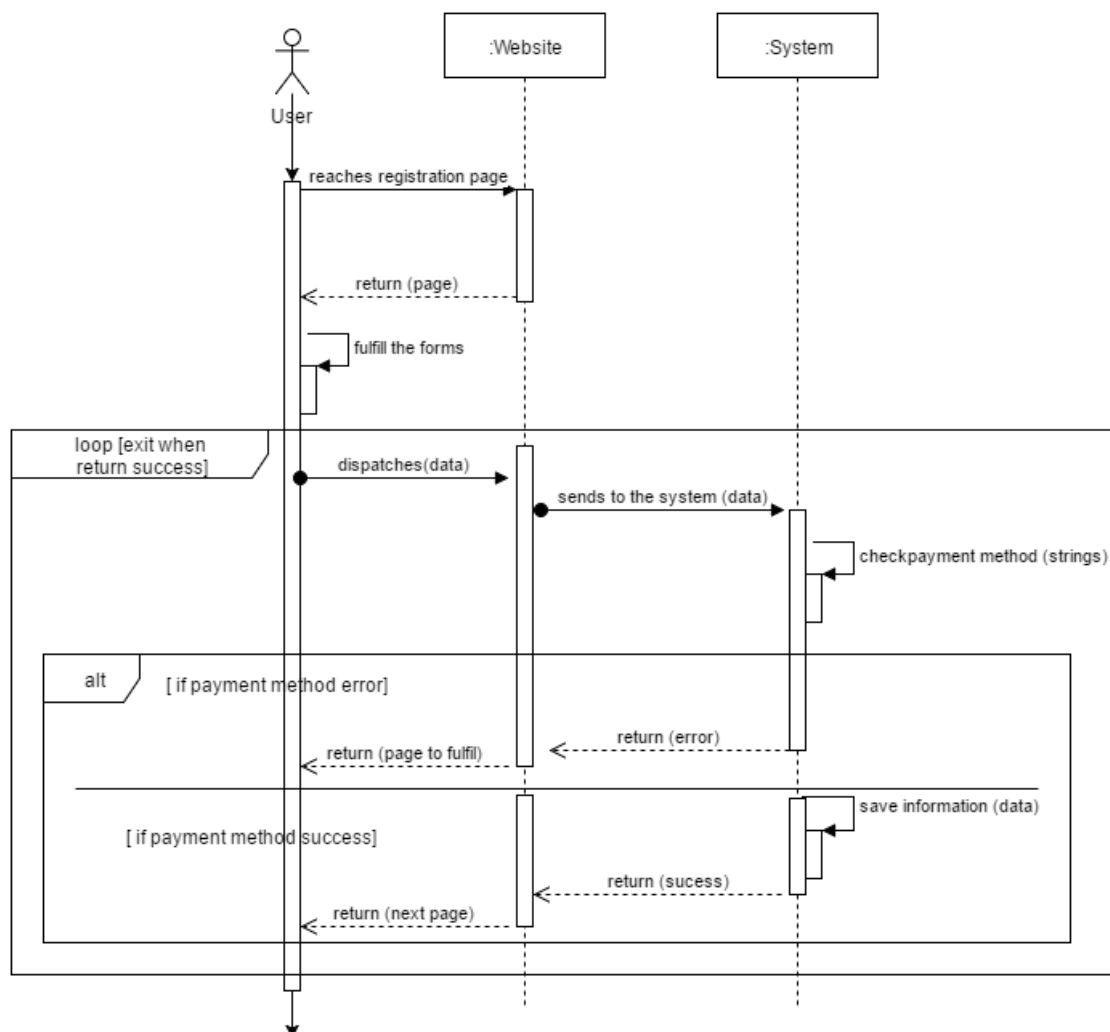 :Website
:System
User
reaches registration page
return (page)
fulfill the forms
loop [exit when
return success]
dispatches(data)
sends to the system (data)
checkpayment method (strings)
alt
[ if payment method error]
return (error)
return (page to fulfil)
save information (data)
[ if payment method success]
return (sucess)
return (next page)